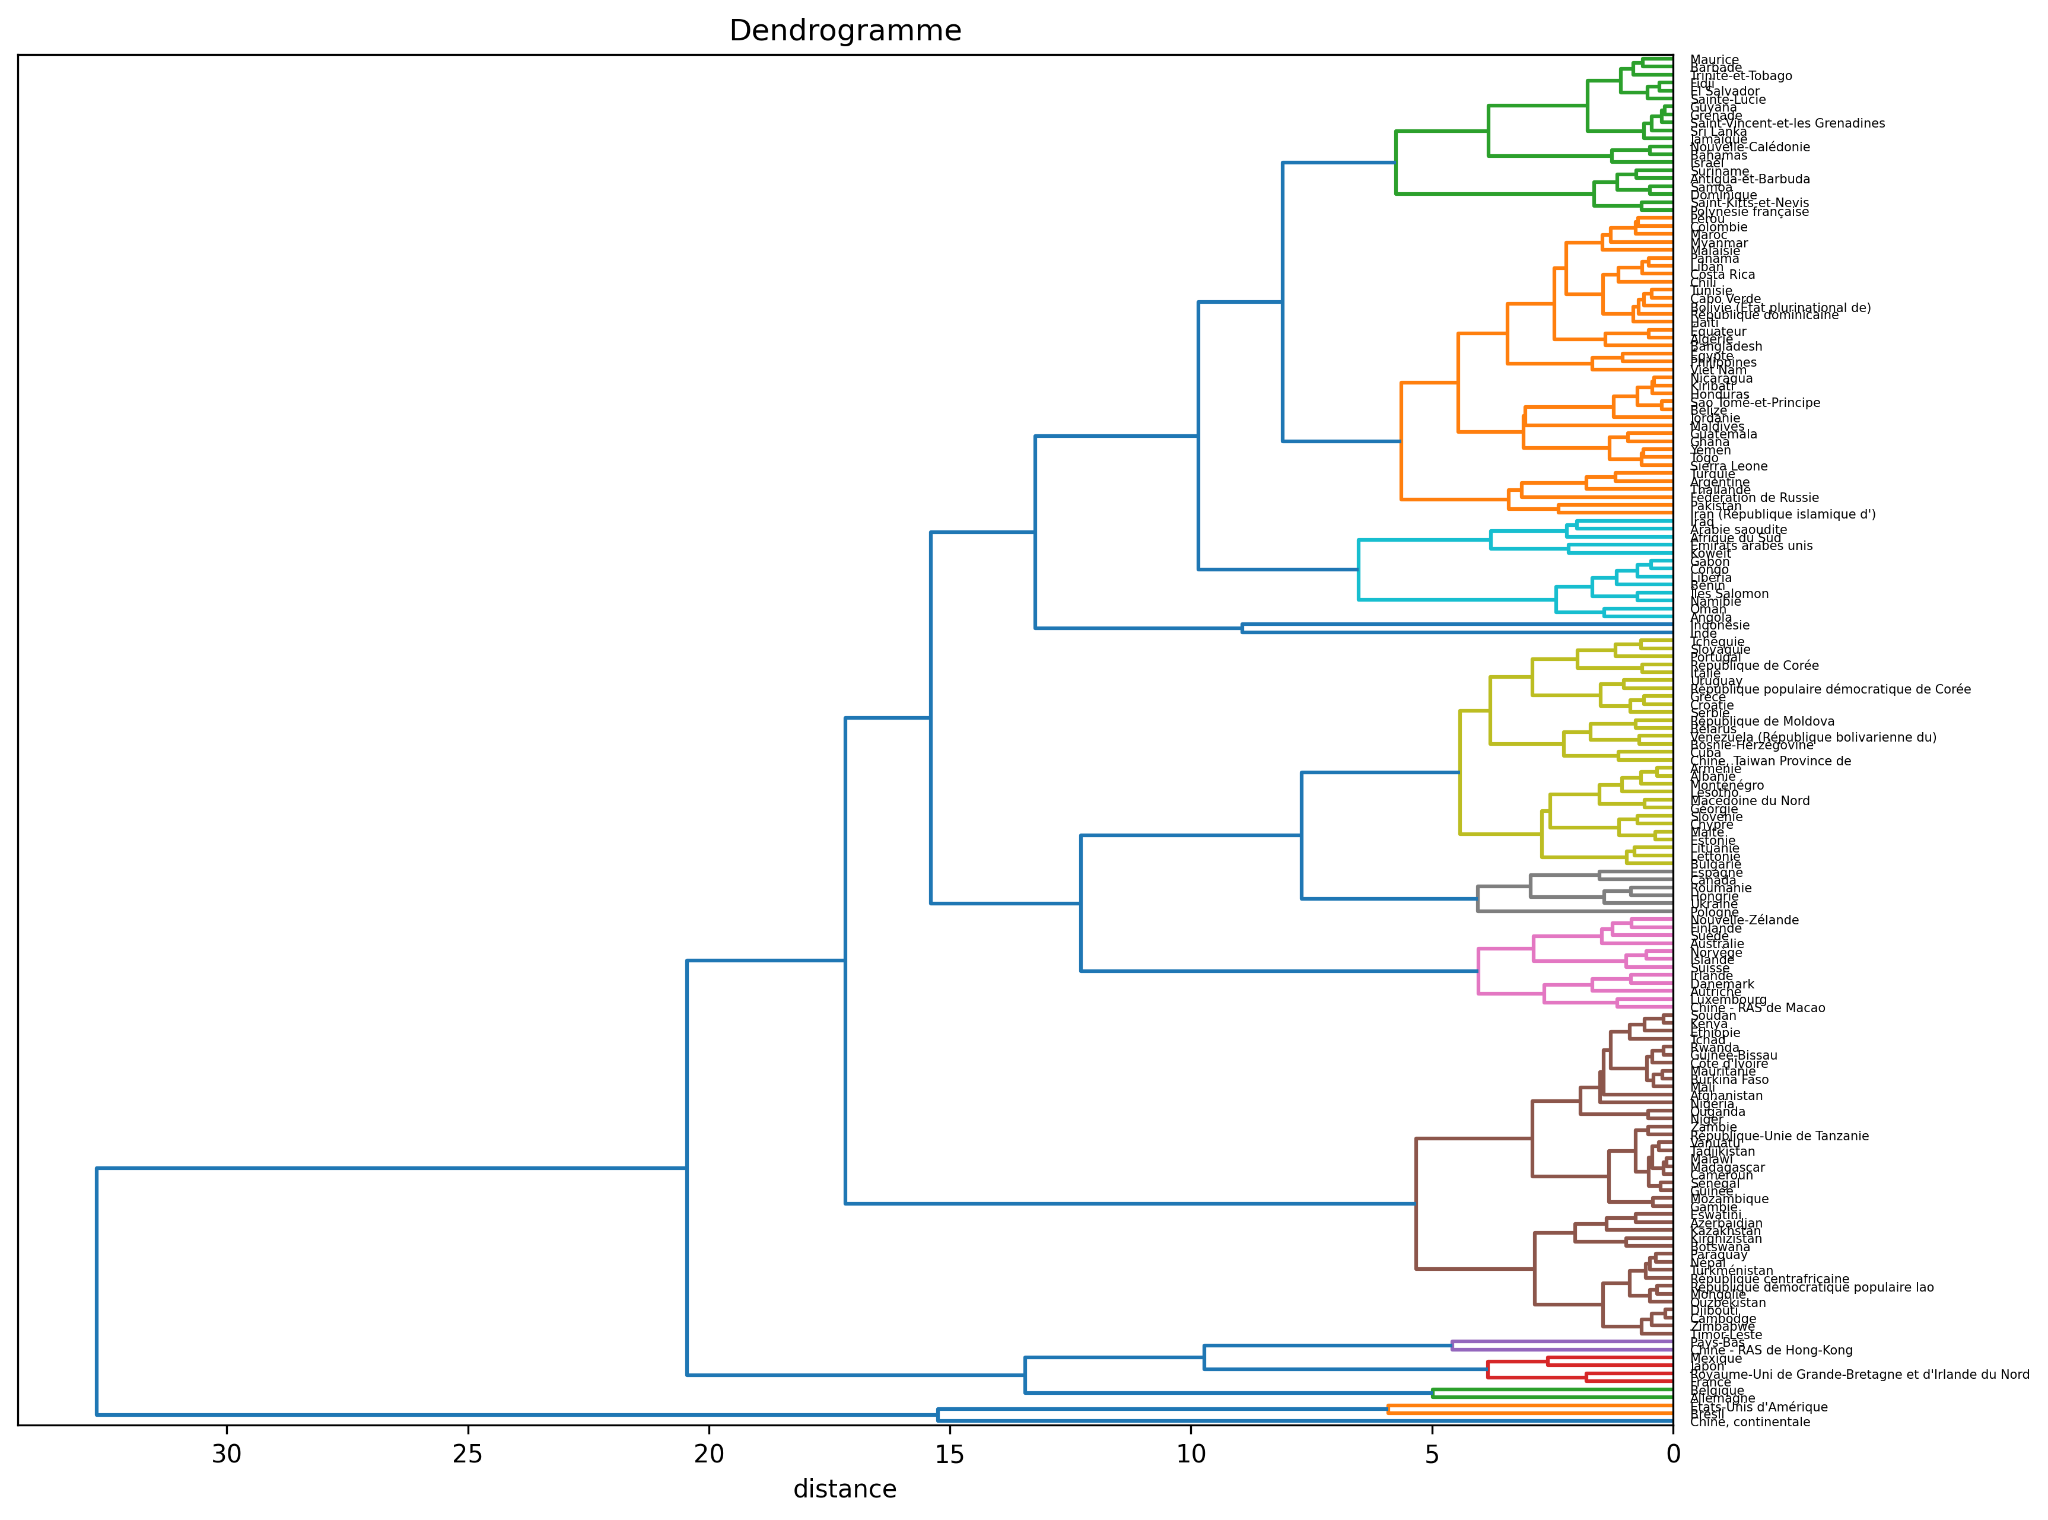 Dendrogramme
Maurice
Barbade
Trinité-et-Tobago
Fidji
El Salvador
Sainte-Lucie
Guyana
Grenade
Saint-Vincent-et-les Grenadines
Sri Lanka
Jamaïque
Nouvelle-Calédonie
Bahamas
Israël
Suriname
Antigua-et-Barbuda
Samoa
Dominique
Saint-Kitts-et-Nevis
Polynésie française
Pérou
Colombie
Maroc
Myanmar
Malaisie
Panama
Liban
Costa Rica
Chili
Tunisie
Cabo Verde
Bolivie (État plurinational de)
République dominicaine
Haïti
Équateur
Algérie
Bangladesh
Égypte
Philippines
Viet Nam
Nicaragua
Kiribati
Honduras
Sao Tomé-et-Principe
Belize
Jordanie
Maldives
Guatemala
Ghana
Yémen
Togo
Sierra Leone
Turquie
Argentine
Thaïlande
Fédération de Russie
Pakistan
Iran (République islamique d')
Iraq
Arabie saoudite
Afrique du Sud
Émirats arabes unis
Koweït
Gabon
Congo
Libéria
Bénin
Îles Salomon
Namibie
Oman
Angola
Indonésie
Inde
Tchéquie
Slovaquie
Portugal
République de Corée
Italie
Uruguay
République populaire démocratique de Corée
Grèce
Croatie
Serbie
République de Moldova
Bélarus
Venezuela (République bolivarienne du)
Bosnie-Herzégovine
Cuba
Chine, Taiwan Province de
Arménie
Albanie
Monténégro
Lesotho
Macédoine du Nord
Géorgie
Slovénie
Chypre
Malte
Estonie
Lituanie
Lettonie
Bulgarie
Espagne
Canada
Roumanie
Hongrie
Ukraine
Pologne
Nouvelle-Zélande
Finlande
Suède
Australie
Norvège
Islande
Suisse
Irlande
Danemark
Autriche
Luxembourg
Chine - RAS de Macao
Soudan
Kenya
Éthiopie
Tchad
Rwanda
Guinée-Bissau
Côte d'Ivoire
Mauritanie
Burkina Faso
Mali
Afghanistan
Nigéria
Ouganda
Niger
Zambie
République-Unie de Tanzanie
Vanuatu
Tadjikistan
Malawi
Madagascar
Cameroun
Sénégal
Guinée
Mozambique
Gambie
Eswatini
Azerbaïdjan
Kazakhstan
Kirghizistan
Botswana
Paraguay
Népal
Turkménistan
République centrafricaine
République démocratique populaire lao
Mongolie
Ouzbékistan
Djibouti
Cambodge
Zimbabwe
Timor-Leste
Pays-Bas
Chine - RAS de Hong-Kong
Mexique
Japon
Royaume-Uni de Grande-Bretagne et d'Irlande du Nord
France
Belgique
Allemagne
États-Unis d'Amérique
Brésil
Chine, continentale
30 25 20 15 10 5 0
distance